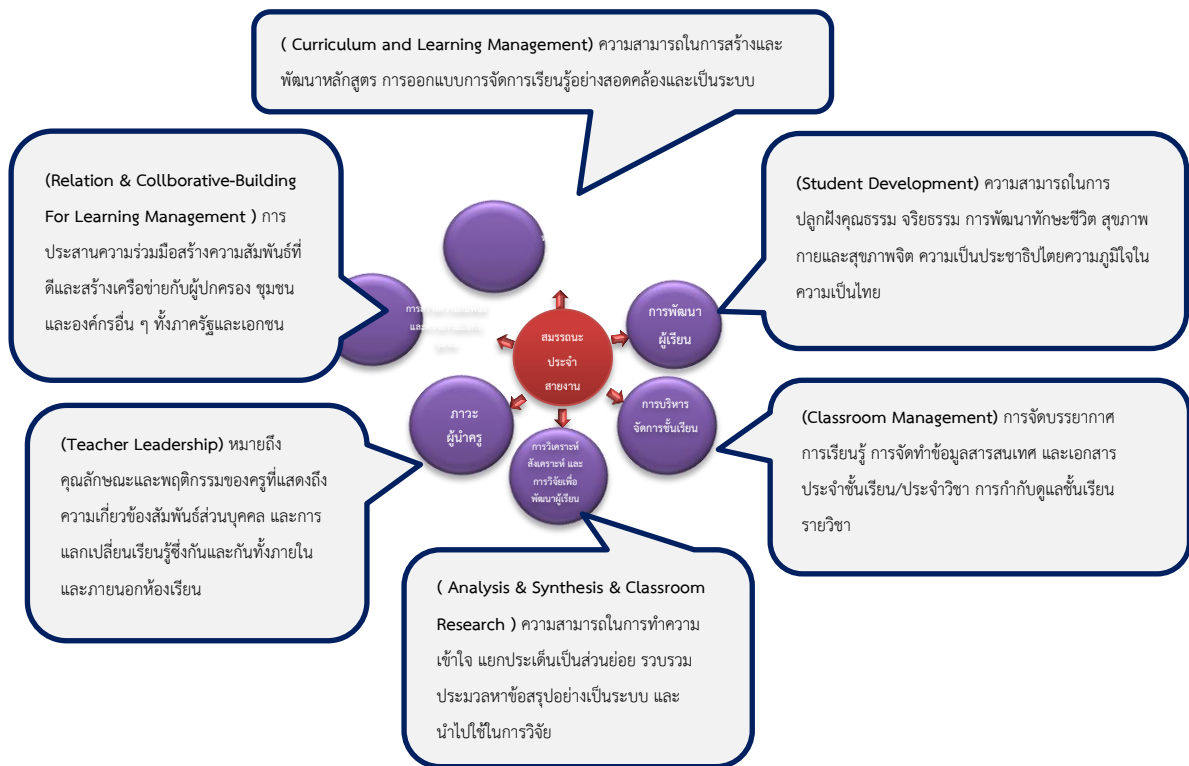 ( Curriculum and Learning Management) ความสามารถในการสร้างและ
พัฒนาหลักสูตร การออกแบบการจัดการเรียนรู้อย่างสอดคล้องและเป็นระบบ
(Relation & Collborative-Building
For Learning Management ) การ
ประสานความร่วมมือสร้างความสัมพันธ์ที่
ดีและสร้างเครือข่ายกับผู้ปกครอง ชุมชน
และองค์กรอื่น ๆ ทั้งภาครัฐและเอกชน
(Student Development) ความสามารถในการ
ปลูกฝังคุณธรรม จริยธรรม การพัฒนาทักษะชีวิต สุขภาพ
กายและสุขภาพจิต ความเป็นประชาธิปไตยความภูมิใจใน
ความเป็นไทย
สมรรถนะ
ประจำ
สายงาน
การพัฒนา
ผู้เรียน
การบริหาร
จัดการชั้นเรียน
การวิเคราะห์
สังเคราะห์ และ
การวิจัยเพื่อ
พัฒนาผู้เรียน
ภาวะ
ผู้นำครู
(Teacher Leadership) หมายถึง
คุณลักษณะและพฤติกรรมของครูที่แสดงถึง
ความเกี่ยวข้องสัมพันธ์ส่วนบุคคล และการ
แลกเปลี่ยนเรียนรู้ซึ่งกันและกันทั้งภายใน
และภายนอกห้องเรียน
(Classroom Management) การจัดบรรยากาศ
การเรียนรู้ การจัดทำข้อมูลสารสนเทศ และเอกสาร
ประจำชั้นเรียน/ประจำวิชา การกำกับดูแลชั้นเรียน
รายวิชา
( Analysis & Synthesis & Classroom
Research ) ความสามารถในการทำความ
เข้าใจ แยกประเด็นเป็นส่วนย่อย รวบรวม
ประมวลหาข้อสรุปอย่างเป็นระบบ และ
นำไปใช้ในการวิจัย